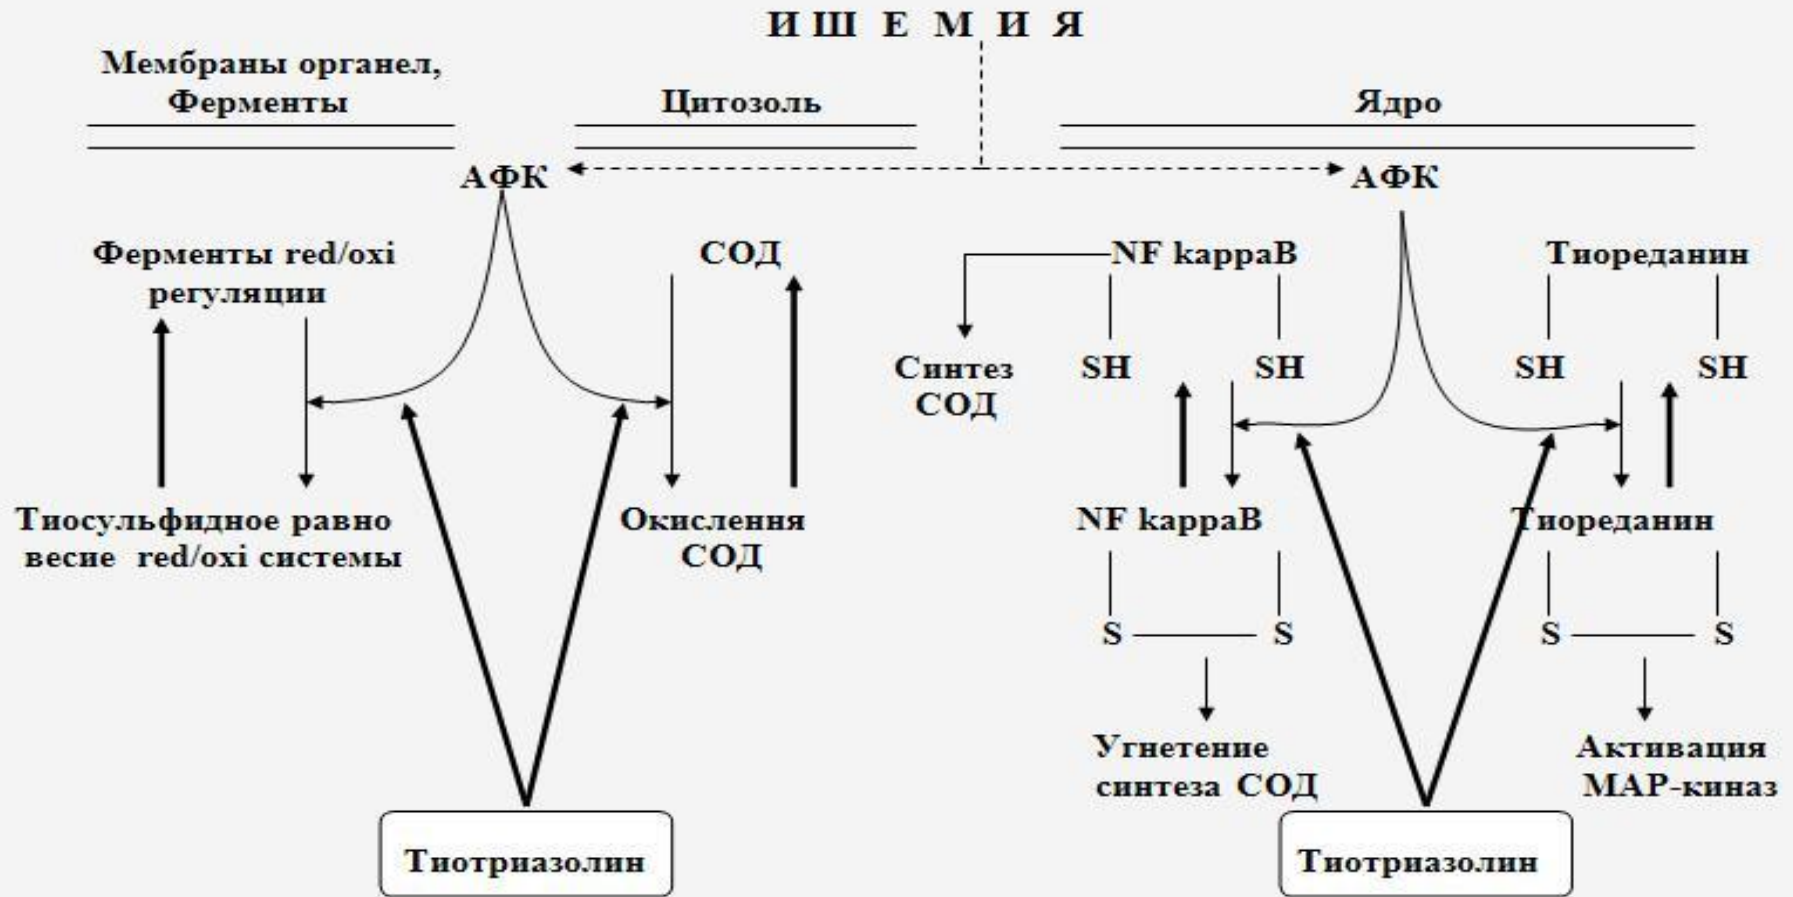 И Ш Е М И Я
Мембраны органел,
Ферменты
Цитозоль
Ядро
АФК
АФК
Ферменты red/oxi
регуляции
СОД
NF kappaB
Тиореданин
Синтез
СОД
SH
SH
SH
SH
Тиосульфидное равно
весие red/oxi системы
Окислення
СОД
NF kappaB
Тиореданин
S
S
S
S
Угнетение
синтеза СОД
Активация
МАР-киназ
Тиотриазолин
Тиотриазолин